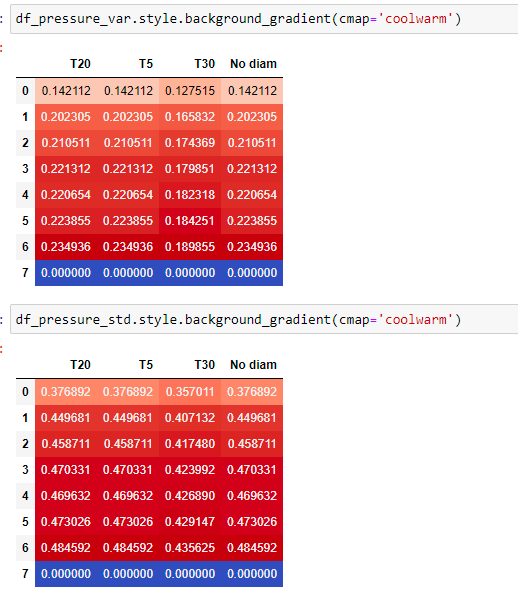 : df_pressure_var.style.background_gradient(cmap='coolwarm')
:
T20 T5 T30 No diam
0 0.142112 0.142112 0.127515 0.142112
1 0.202305 0.202305 0.165832 0.202305
2 0.210511 0.210511 0.174369 0.210511
3 0.221312 0.221312 0.179851 0.221312
4 0.220654 0.220654 0.182318 0.220654
5 0.223855 0.223855 0.184251 0.223855
6 0.234936 0.234936 0.189855 0.234936
7 0.000000 0.000000 0.000000 0.000000
: df_pressure_std.style.background_gradient(cmap='coolwarm')
:
T20 T5 T30 No diam
0 0.376892 0.376892 0.357011 0.376892
1 0.449681 0.449681 0.407132 0.449681
2 0.458711 0.458711 0.417480 0.458711
3 0.470331 0.470331 0.423992 0.470331
4 0.469632 0.469632 0.426890 0.469632
5 0.473026 0.473026 0.429147 0.473026
6 0.484592 0.484592 0.435625 0.484592
7 0.000000 0.000000 0.000000 0.000000